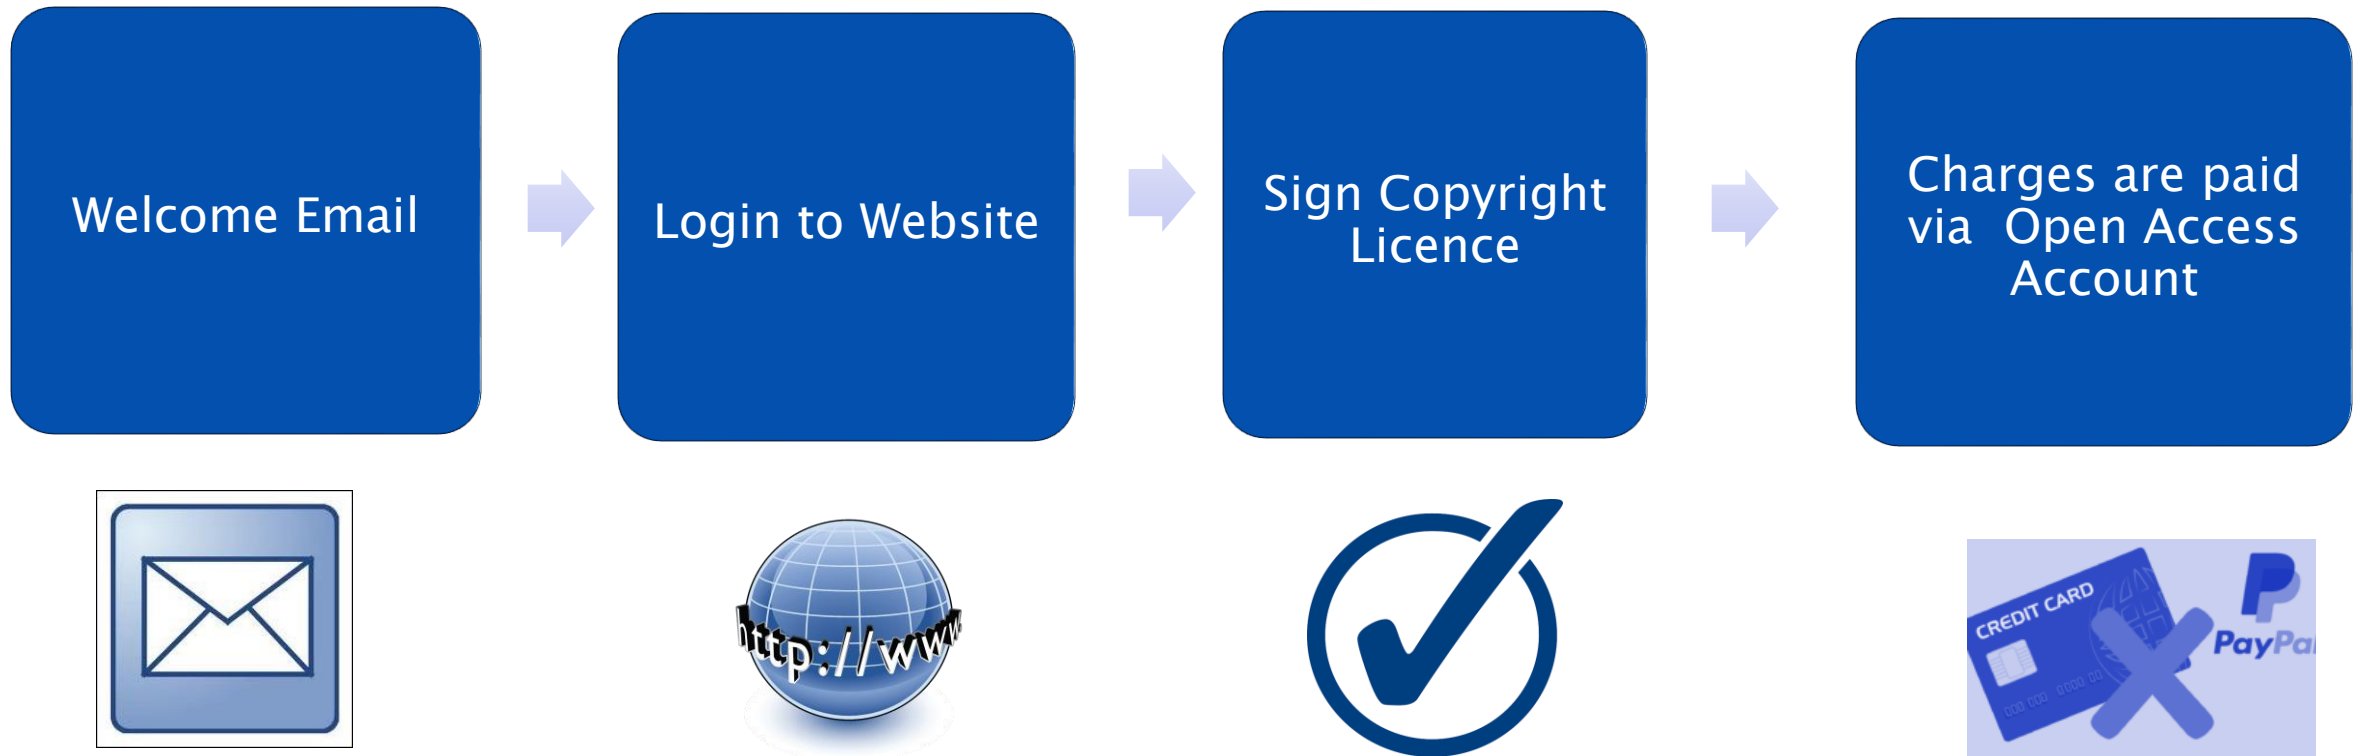 Welcome Email
Login to Website
Sign Copyright
Licence
Charges are paid
via  Open Access
Account
http://www.
CREDIT CARD
PayPal